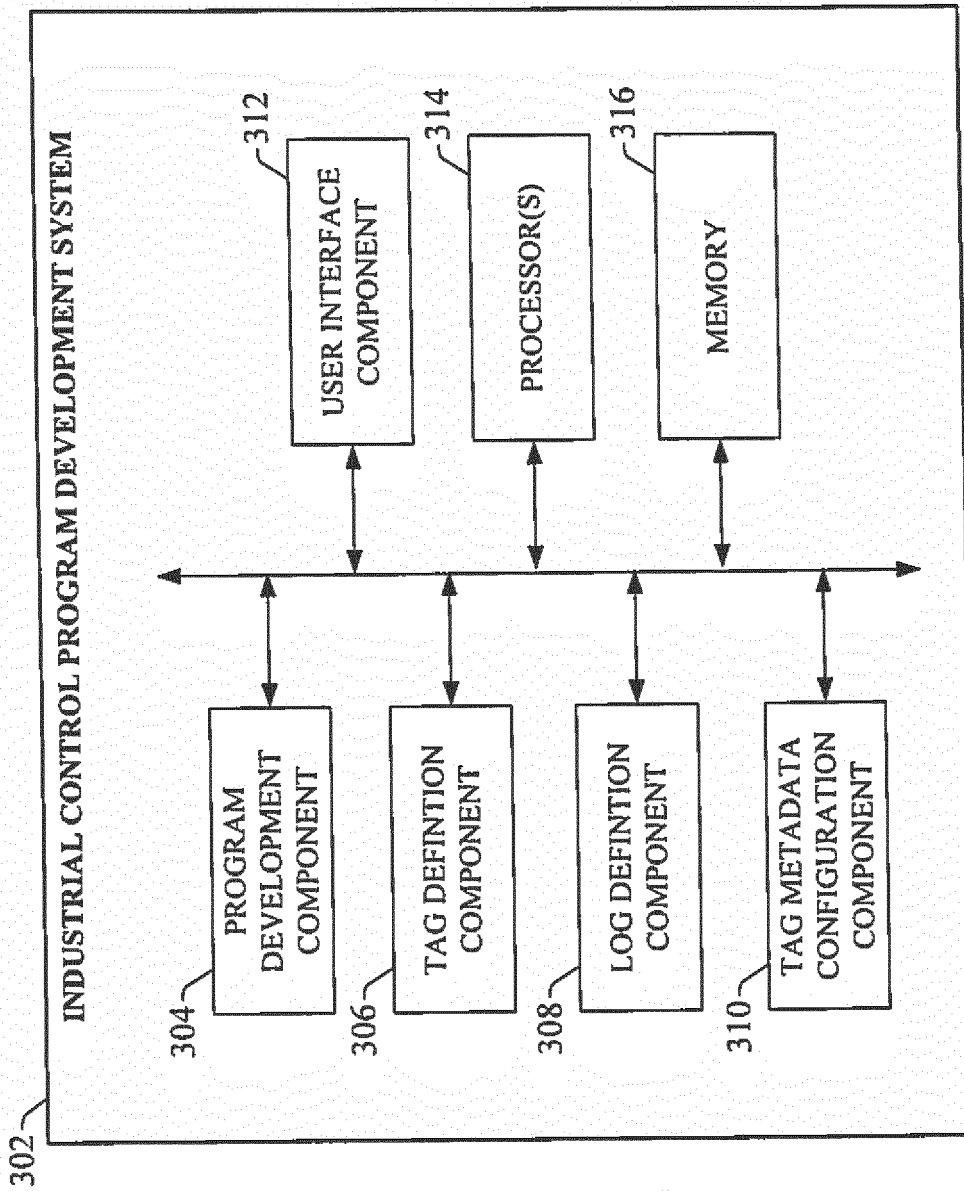 302
INDUSTRIAL CONTROL PROGRAM DEVELOPMENT SYSTEM
304
PROGRAM
DEVELOPMENT
COMPONENT
306
TAG DEFINTION
COMPONENT
308
LOG DEFINTION
COMPONENT
310
TAG METADATA
CONFIGURATION
COMPONENT
312
USER INTERFACE
COMPONENT
314
PROCESSOR(S)
316
MEMORY